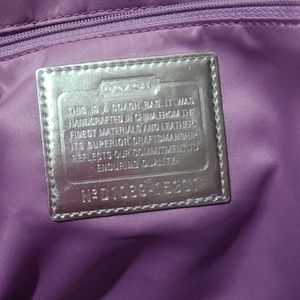 COACH
THIS IS A COACH BAG. IT WAS
HANDCRAFTED IN CHINA FROM THE
FINEST MATERIALS AND LEATHER.
ITS SUPERIOR CRAFTSMANSHIP
REFLECTS OUR COMMITMENT TO
ENDURING QUALITY.